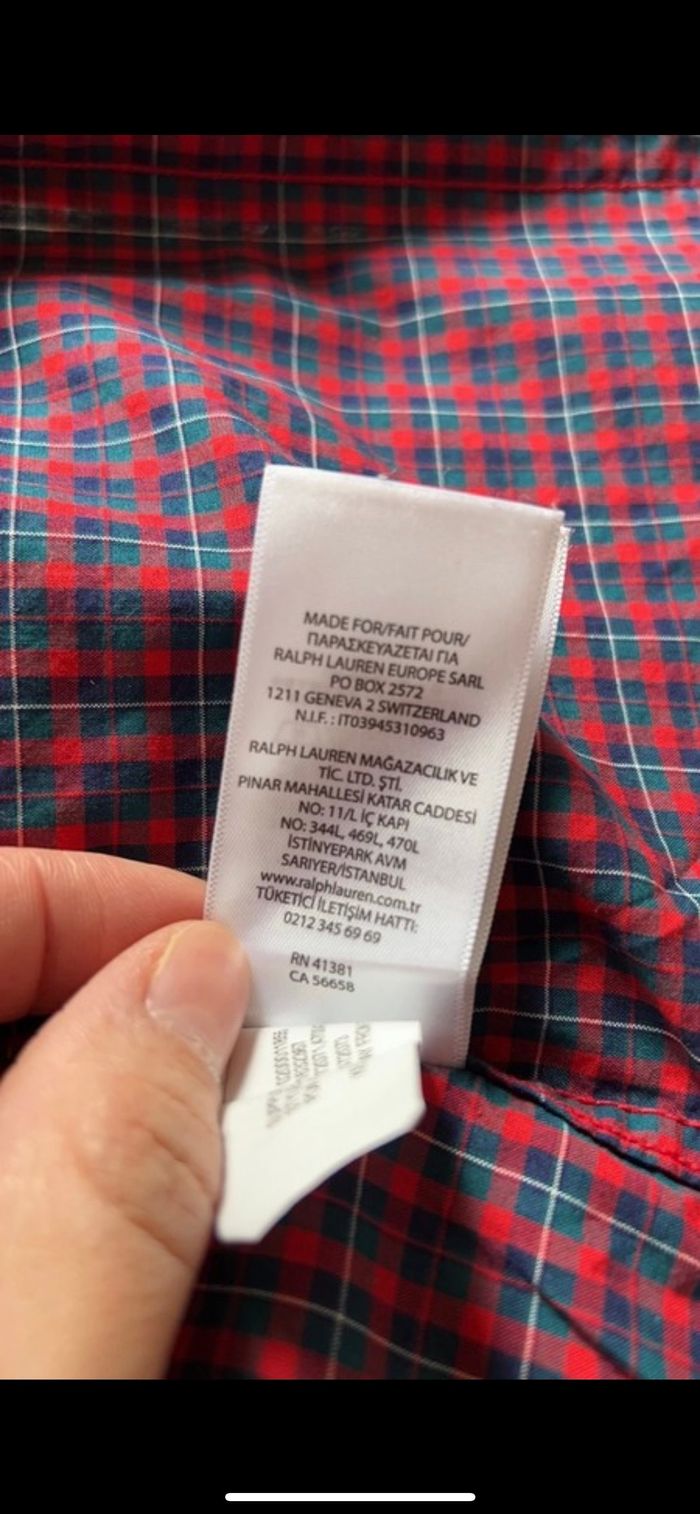 MADE FOR/FAIT POUR/
ΠΑΡΑΣΚΕΥΑΖΕΤΑΙ ΓΙΑ
RALPH LAUREN EUROPE SARL
PO BOX 2572
1211 GENEVA 2 SWITZERLAND
N.I.F. : IT03945310963
RALPH LAUREN MAĞAZACILIK VE
TİC. LTD. ŞTİ.
PINAR MAHALLESİ KATAR CADDESİ
NO: 11/L İÇ KAPI
NO: 344L, 469L, 470L
İSTİNYEPARK AVM
SARIYER/İSTANBUL
www.ralphlauren.com.tr
TÜKETİCİ İLETİŞİM HATTI:
0212 345 69 69
RN 41381
CA 56658